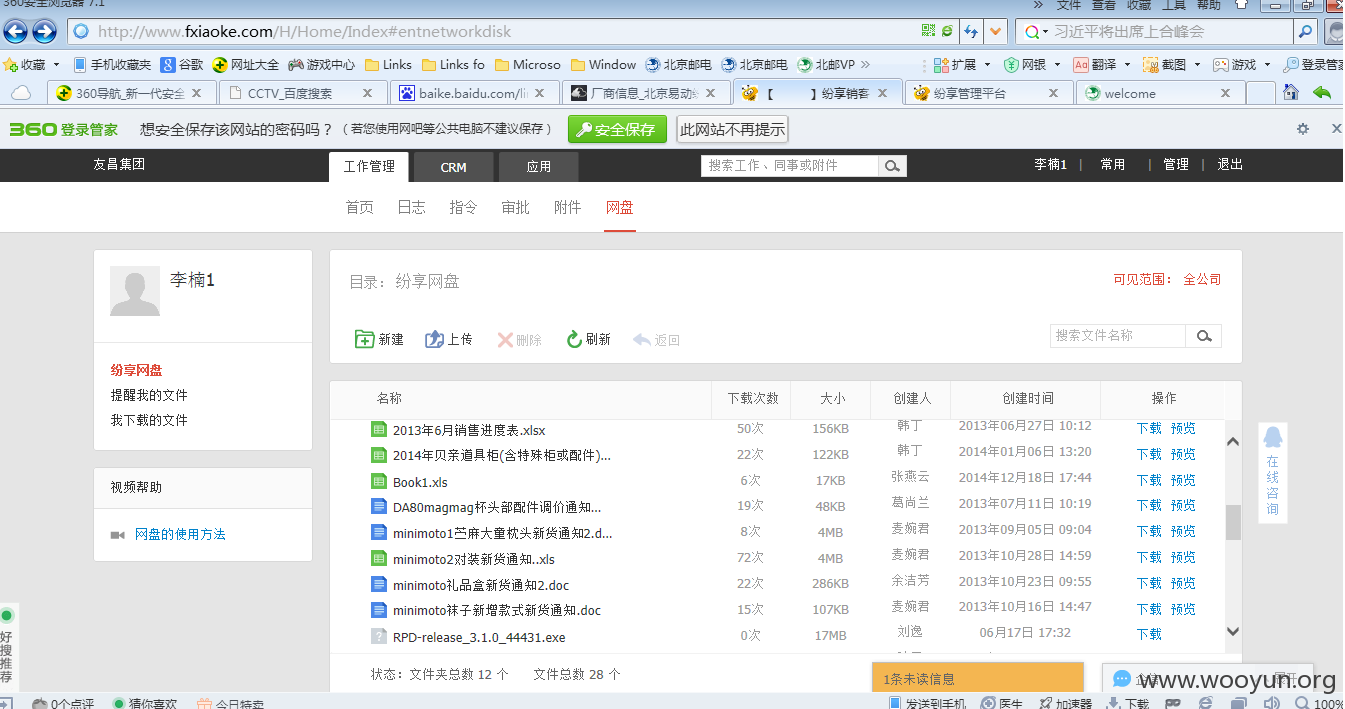 360安全浏览器 7.1
» 文件 查看 收藏 工具 帮助
http://www.fxiaoke.com/H/Home/Index#entnetworkdisk
习近平将出席上合峰会
收藏 手机收藏夹 谷歌 网址大全 游戏中心 Links Links fo Microso Window 北京邮电 北京邮电 北邮VP » 扩展 网银 翻译 截图 游戏 登录管家
360导航_新一代安全 CCTV_百度搜索 baike.baidu.com/li 厂商信息_北京易动 【 】纷享销客 纷享管理平台 welcome
360 登录管家 想安全保存该网站的密码吗？（若您使用网吧等公共电脑不建议保存） 安全保存 此网站不再提示
友昌集团 工作管理 CRM 应用 搜索工作、同事或附件 李楠1 | 常用 | 管理 | 退出
首页 日志 指令 审批 附件 网盘
李楠1
纷享网盘
提醒我的文件
我下载的文件
视频帮助
网盘的使用方法
目录： 纷享网盘 可见范围： 全公司
新建 上传 删除 刷新 返回 搜索文件名称
名称 下载次数 大小 创建人 创建时间 操作
2013年6月销售进度表.xlsx 50次 156KB 韩丁 2013年06月27日 10:12 下载 预览
2014年贝亲道具柜(含特殊柜或配件)... 22次 122KB 韩丁 2014年01月06日 13:20 下载 预览
Book1.xls 6次 17KB 张燕云 2014年12月18日 17:44 下载 预览
DA80magmag杯头部配件调价通知... 19次 48KB 葛尚兰 2013年07月11日 10:19 下载 预览
minimoto1苎麻大童枕头新货通知2.d... 8次 4MB 麦婉君 2013年09月05日 09:04 下载 预览
minimoto2对装新货通知..xls 72次 4MB 麦婉君 2013年10月28日 14:59 下载 预览
minimoto礼品盒新货通知2.doc 22次 286KB 余洁芳 2013年10月23日 09:55 下载 预览
minimoto袜子新增款式新货通知.doc 15次 107KB 麦婉君 2013年10月16日 14:47 下载 预览
RPD-release_3.1.0_44431.exe 0次 17MB 刘逸 06月17日 17:32 下载
状态：文件夹总数 12 个 文件总数 28 个
1条未读信息
在线咨询
好搜推荐
www.wooyun.org
0个点评 猜你喜欢 今日特卖 发送到手机 医生 加速器 下载 100%